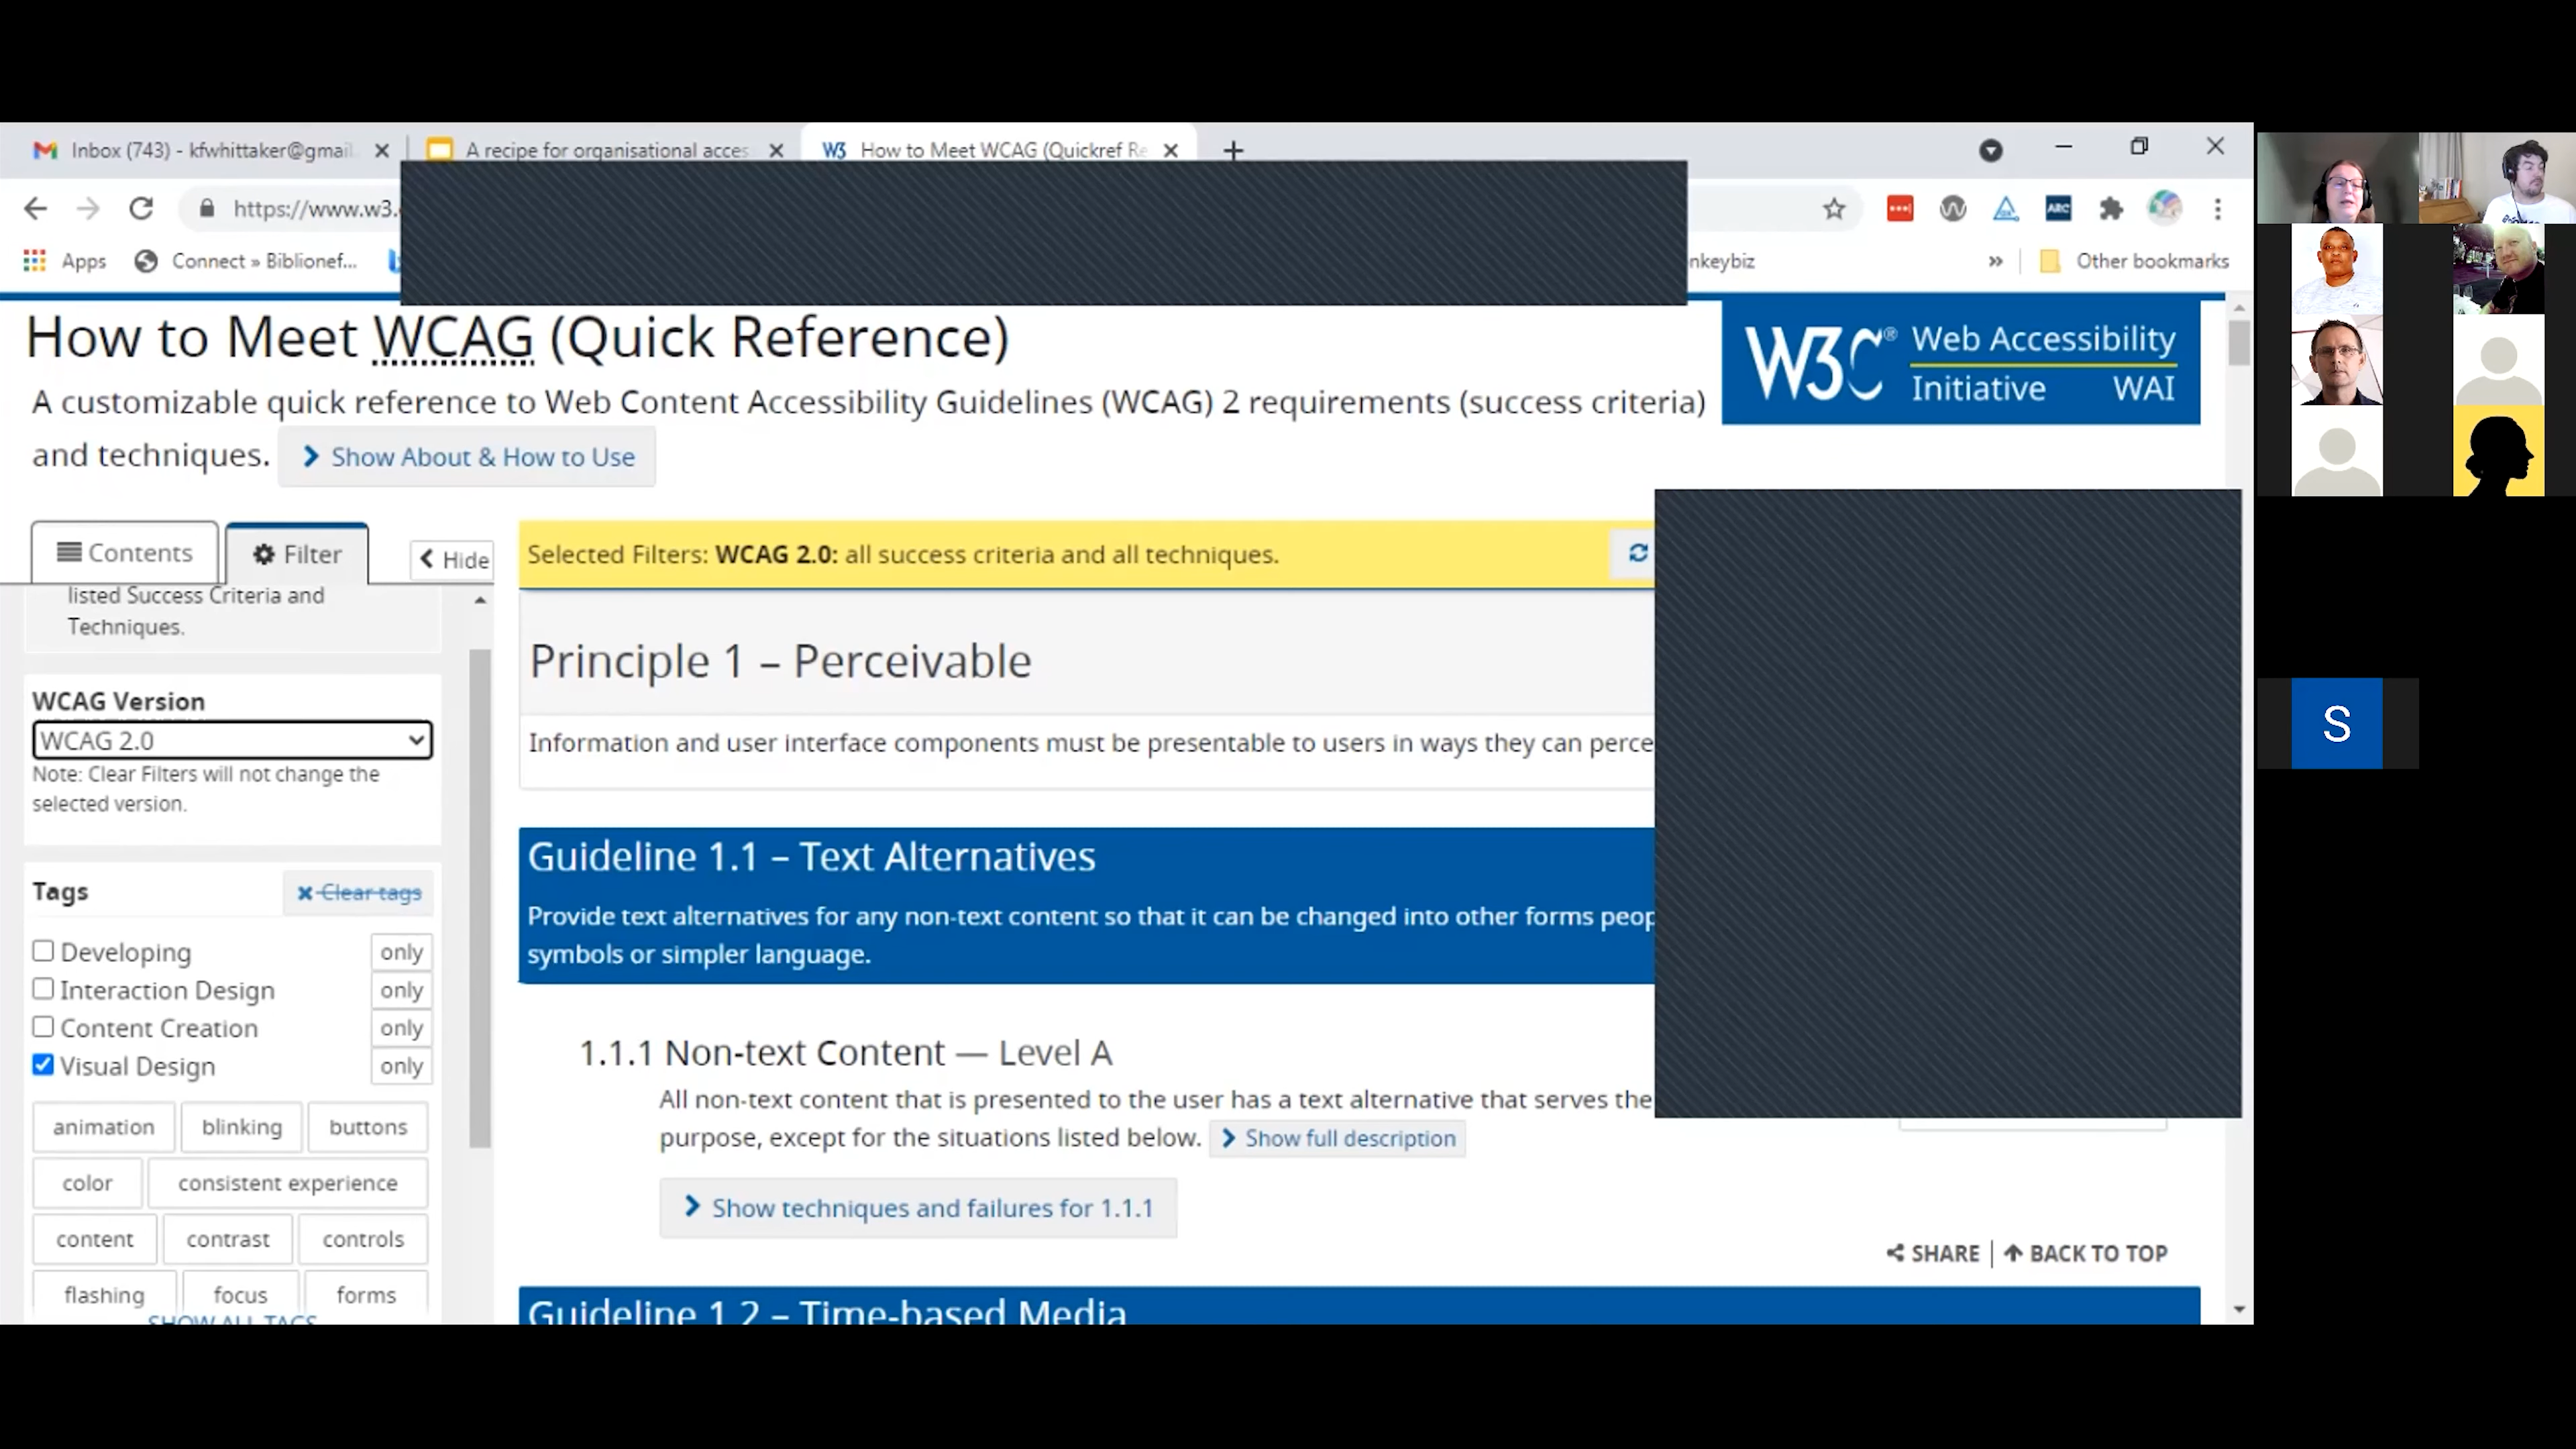 Inbox (743) - kfwhittaker@gmail.
A recipe for organisational acces
How to Meet WCAG (Quickref Re
https://www.w3.
Apps
Connect » Biblionef...
nkeybiz
»
Other bookmarks
How to Meet WCAG (Quick Reference)
W3C® Web Accessibility
Initiative WAI
A customizable quick reference to Web Content Accessibility Guidelines (WCAG) 2 requirements (success criteria)
and techniques. Show About & How to Use
Contents
Filter
Hide
listed Success Criteria and
Techniques.
WCAG Version
WCAG 2.0
Note: Clear Filters will not change the
selected version.
Tags
Clear tags
Developing only
Interaction Design only
Content Creation only
Visual Design only
animation blinking buttons
color consistent experience
content contrast controls
flashing focus forms
SHOW ALL TAGS
Selected Filters: WCAG 2.0: all success criteria and all techniques.
Principle 1 – Perceivable
Information and user interface components must be presentable to users in ways they can perce
Guideline 1.1 – Text Alternatives
Provide text alternatives for any non-text content so that it can be changed into other forms peop
symbols or simpler language.
1.1.1 Non-text Content — Level A
All non-text content that is presented to the user has a text alternative that serves the
purpose, except for the situations listed below. Show full description
Show techniques and failures for 1.1.1
SHARE BACK TO TOP
Guideline 1.2 – Time-based Media
ARC
S